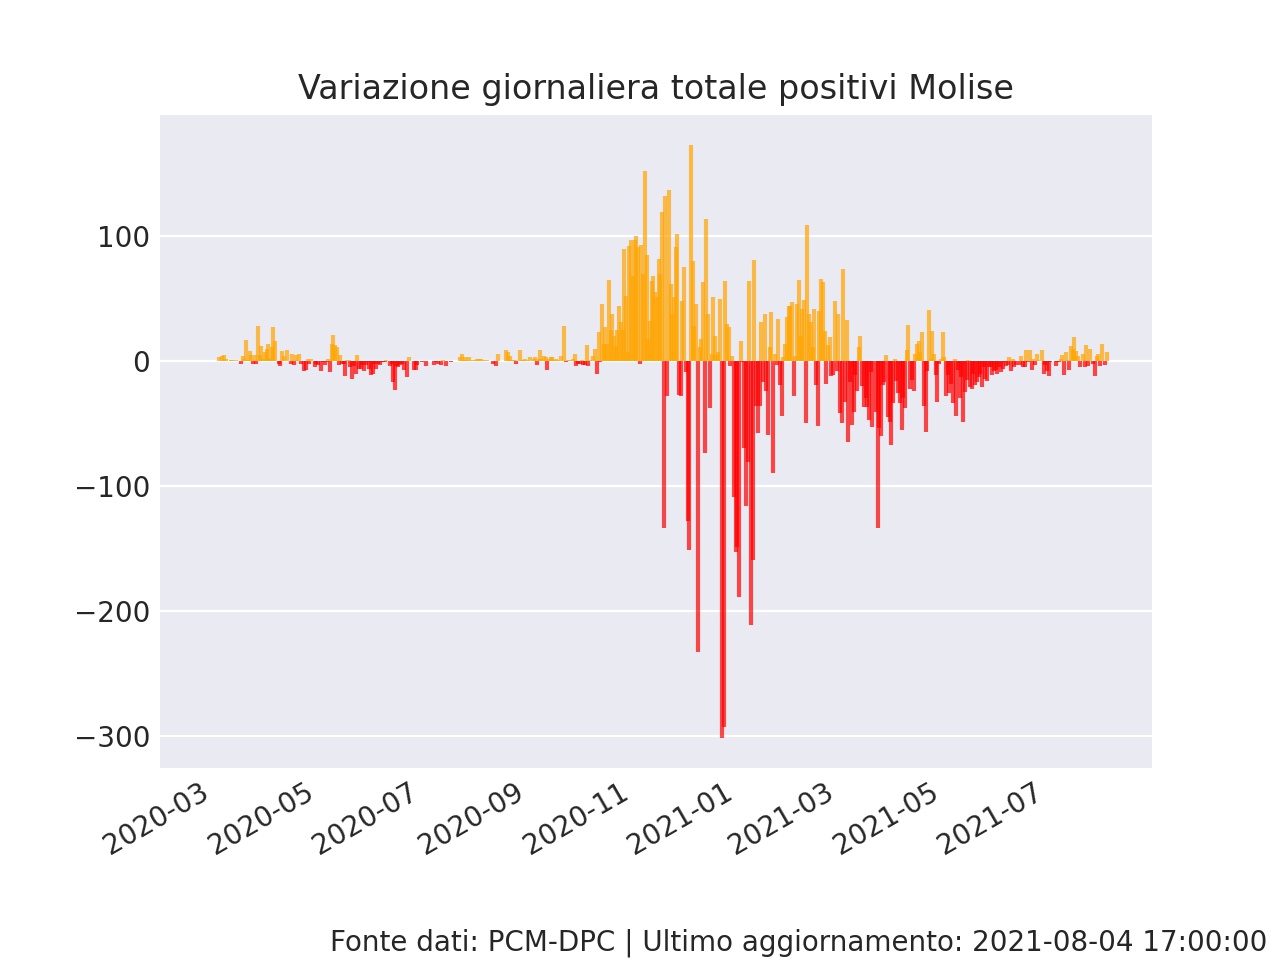 Variazione giornaliera totale positivi Molise
100
0
−100
−200
−300
2020-03 2020-05 2020-07 2020-09 2020-11 2021-01 2021-03 2021-05 2021-07
Fonte dati: PCM-DPC | Ultimo aggiornamento: 2021-08-04 17:00:00